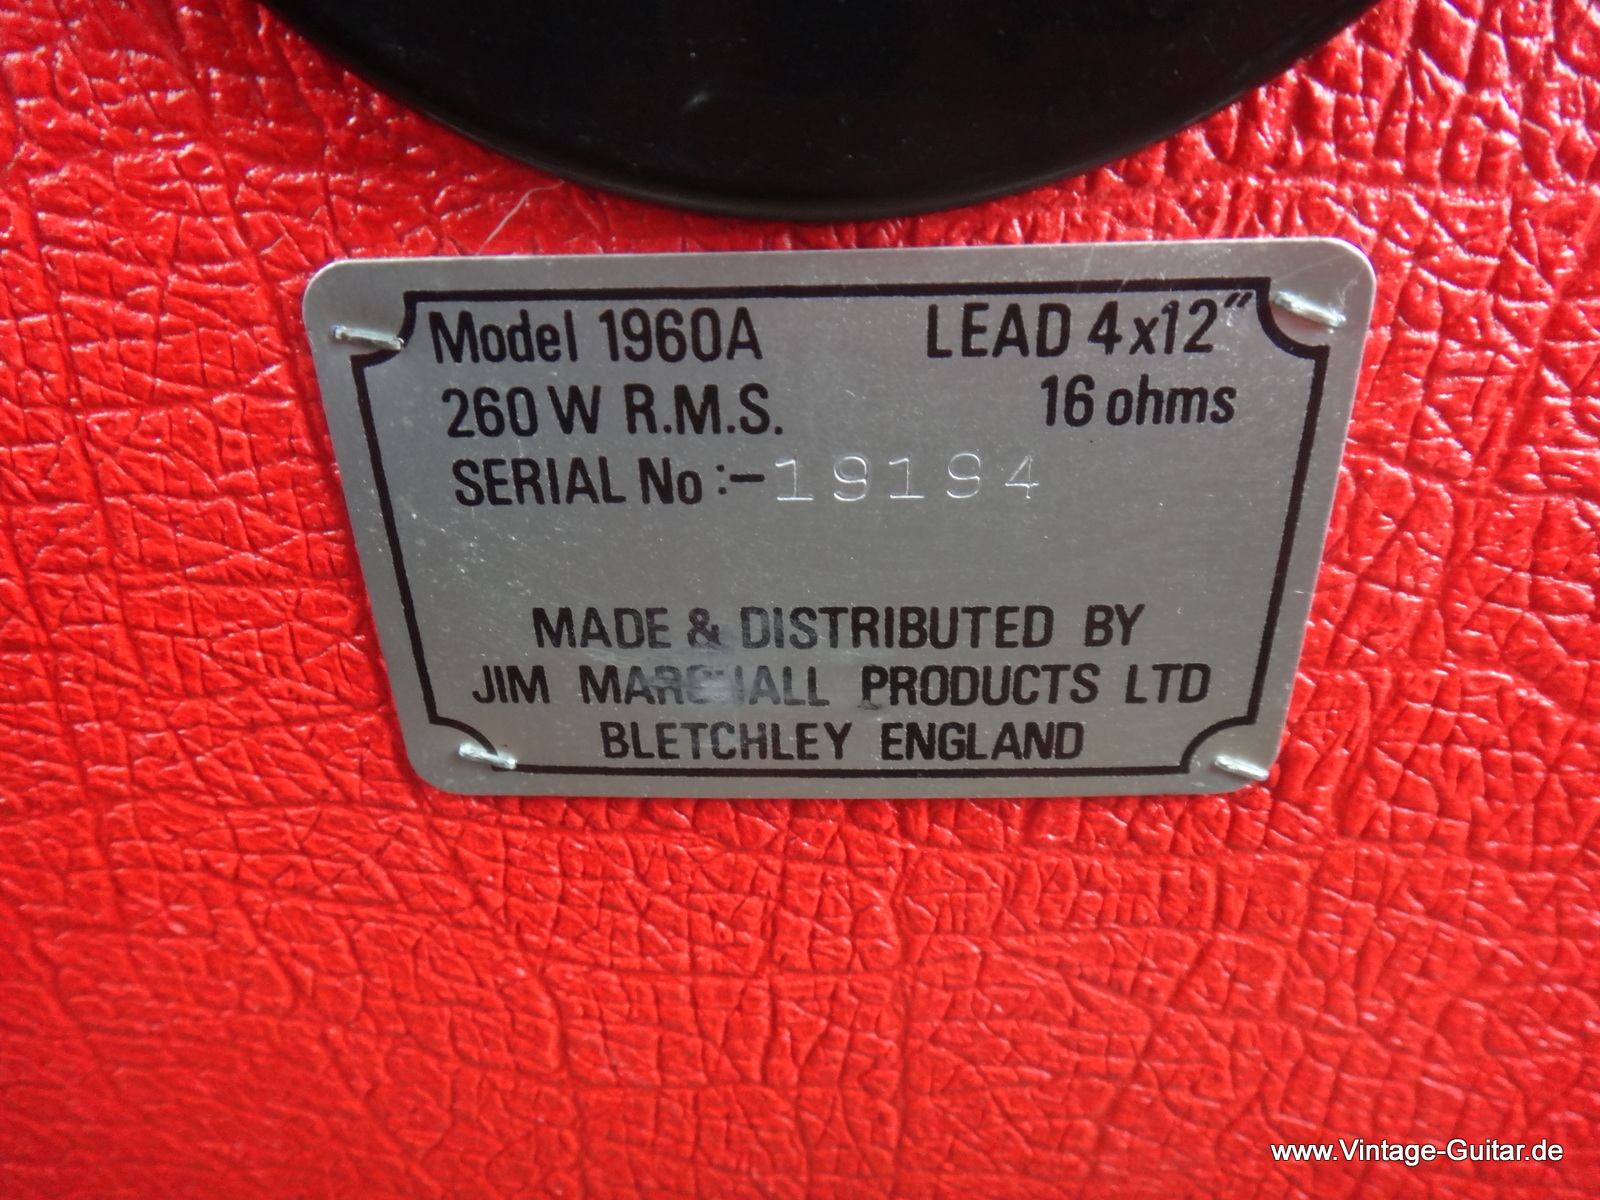 Model 1960A LEAD 4x12"
260 W R.M.S. 16 ohms
SERIAL No :- 19194
MADE & DISTRIBUTED BY
JIM MARSHALL PRODUCTS LTD
BLETCHLEY ENGLAND
www.Vintage-Guitar.de